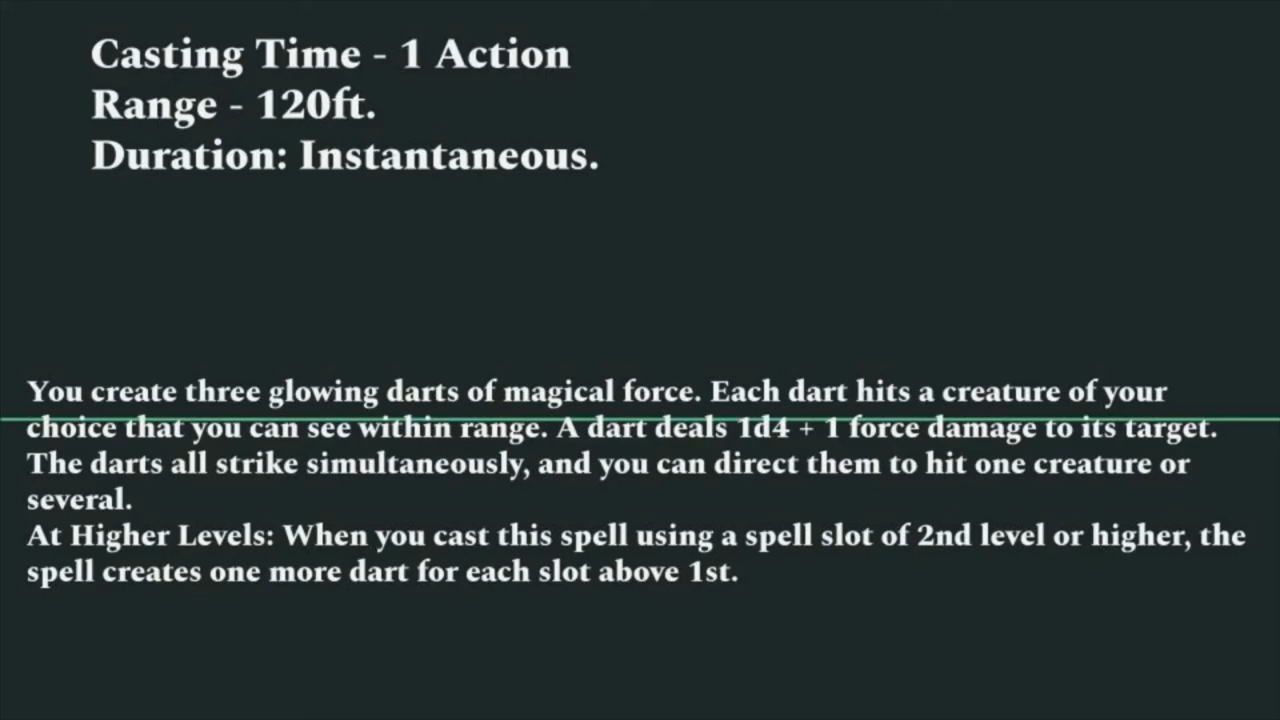 Casting Time - 1 Action
Range - 120ft.
Duration: Instantaneous.
You create three glowing darts of magical force. Each dart hits a creature of your
choice that you can see within range. A dart deals 1d4 + 1 force damage to its target.
The darts all strike simultaneously, and you can direct them to hit one creature or
several.
At Higher Levels: When you cast this spell using a spell slot of 2nd level or higher, the
spell creates one more dart for each slot above 1st.